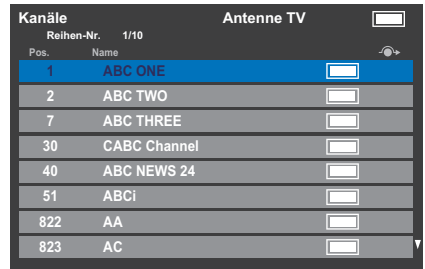 Kanäle Antenne TV
Reihen-Nr. 1/10
Pos. Name
1 ABC ONE
2 ABC TWO
7 ABC THREE
30 CABC Channel
40 ABC NEWS 24
51 ABCi
822 AA
823 AC